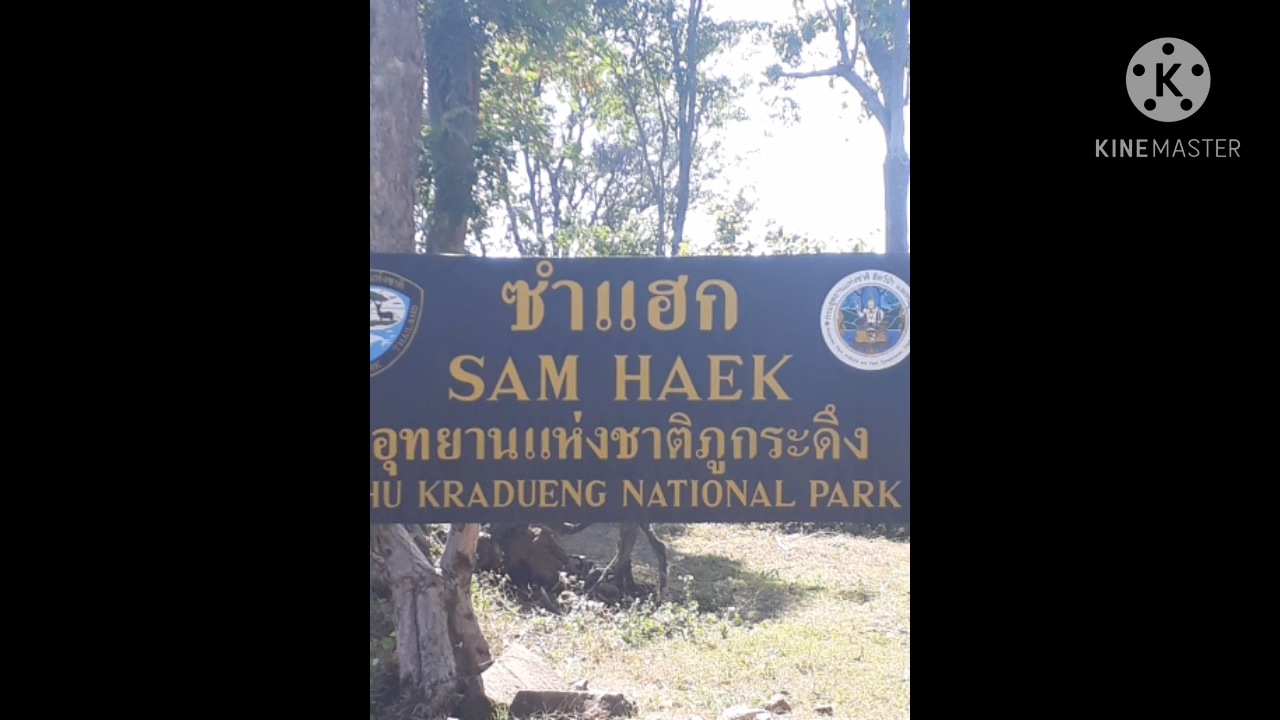 KINEMASTER
ซำแฮก
SAM HAEK
อุทยานแห่งชาติภูกระดึง
HU KRADUENG NATIONAL PARK
THAILAND